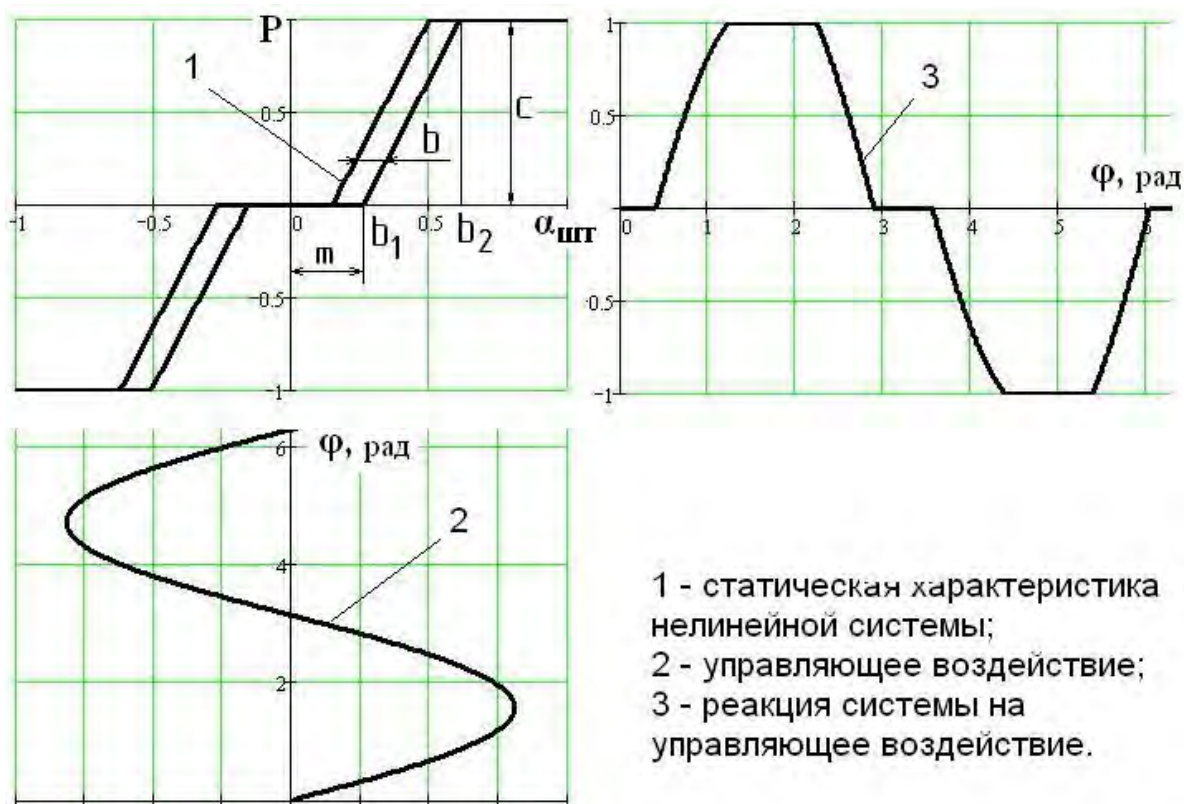 P
1
0.5
C
b
-1
-0.5
0
0.5
b₁
b₂
α шт
m
-0.5
-1
1
3
0.5
φ, рад
0
1
2
3
4
5
6
-0.5
-1
6
φ, рад
2
4
2
1 - статическая характеристика
нелинейной системы;
2 - управляющее воздействие;
3 - реакция системы на
управляющее воздействие.